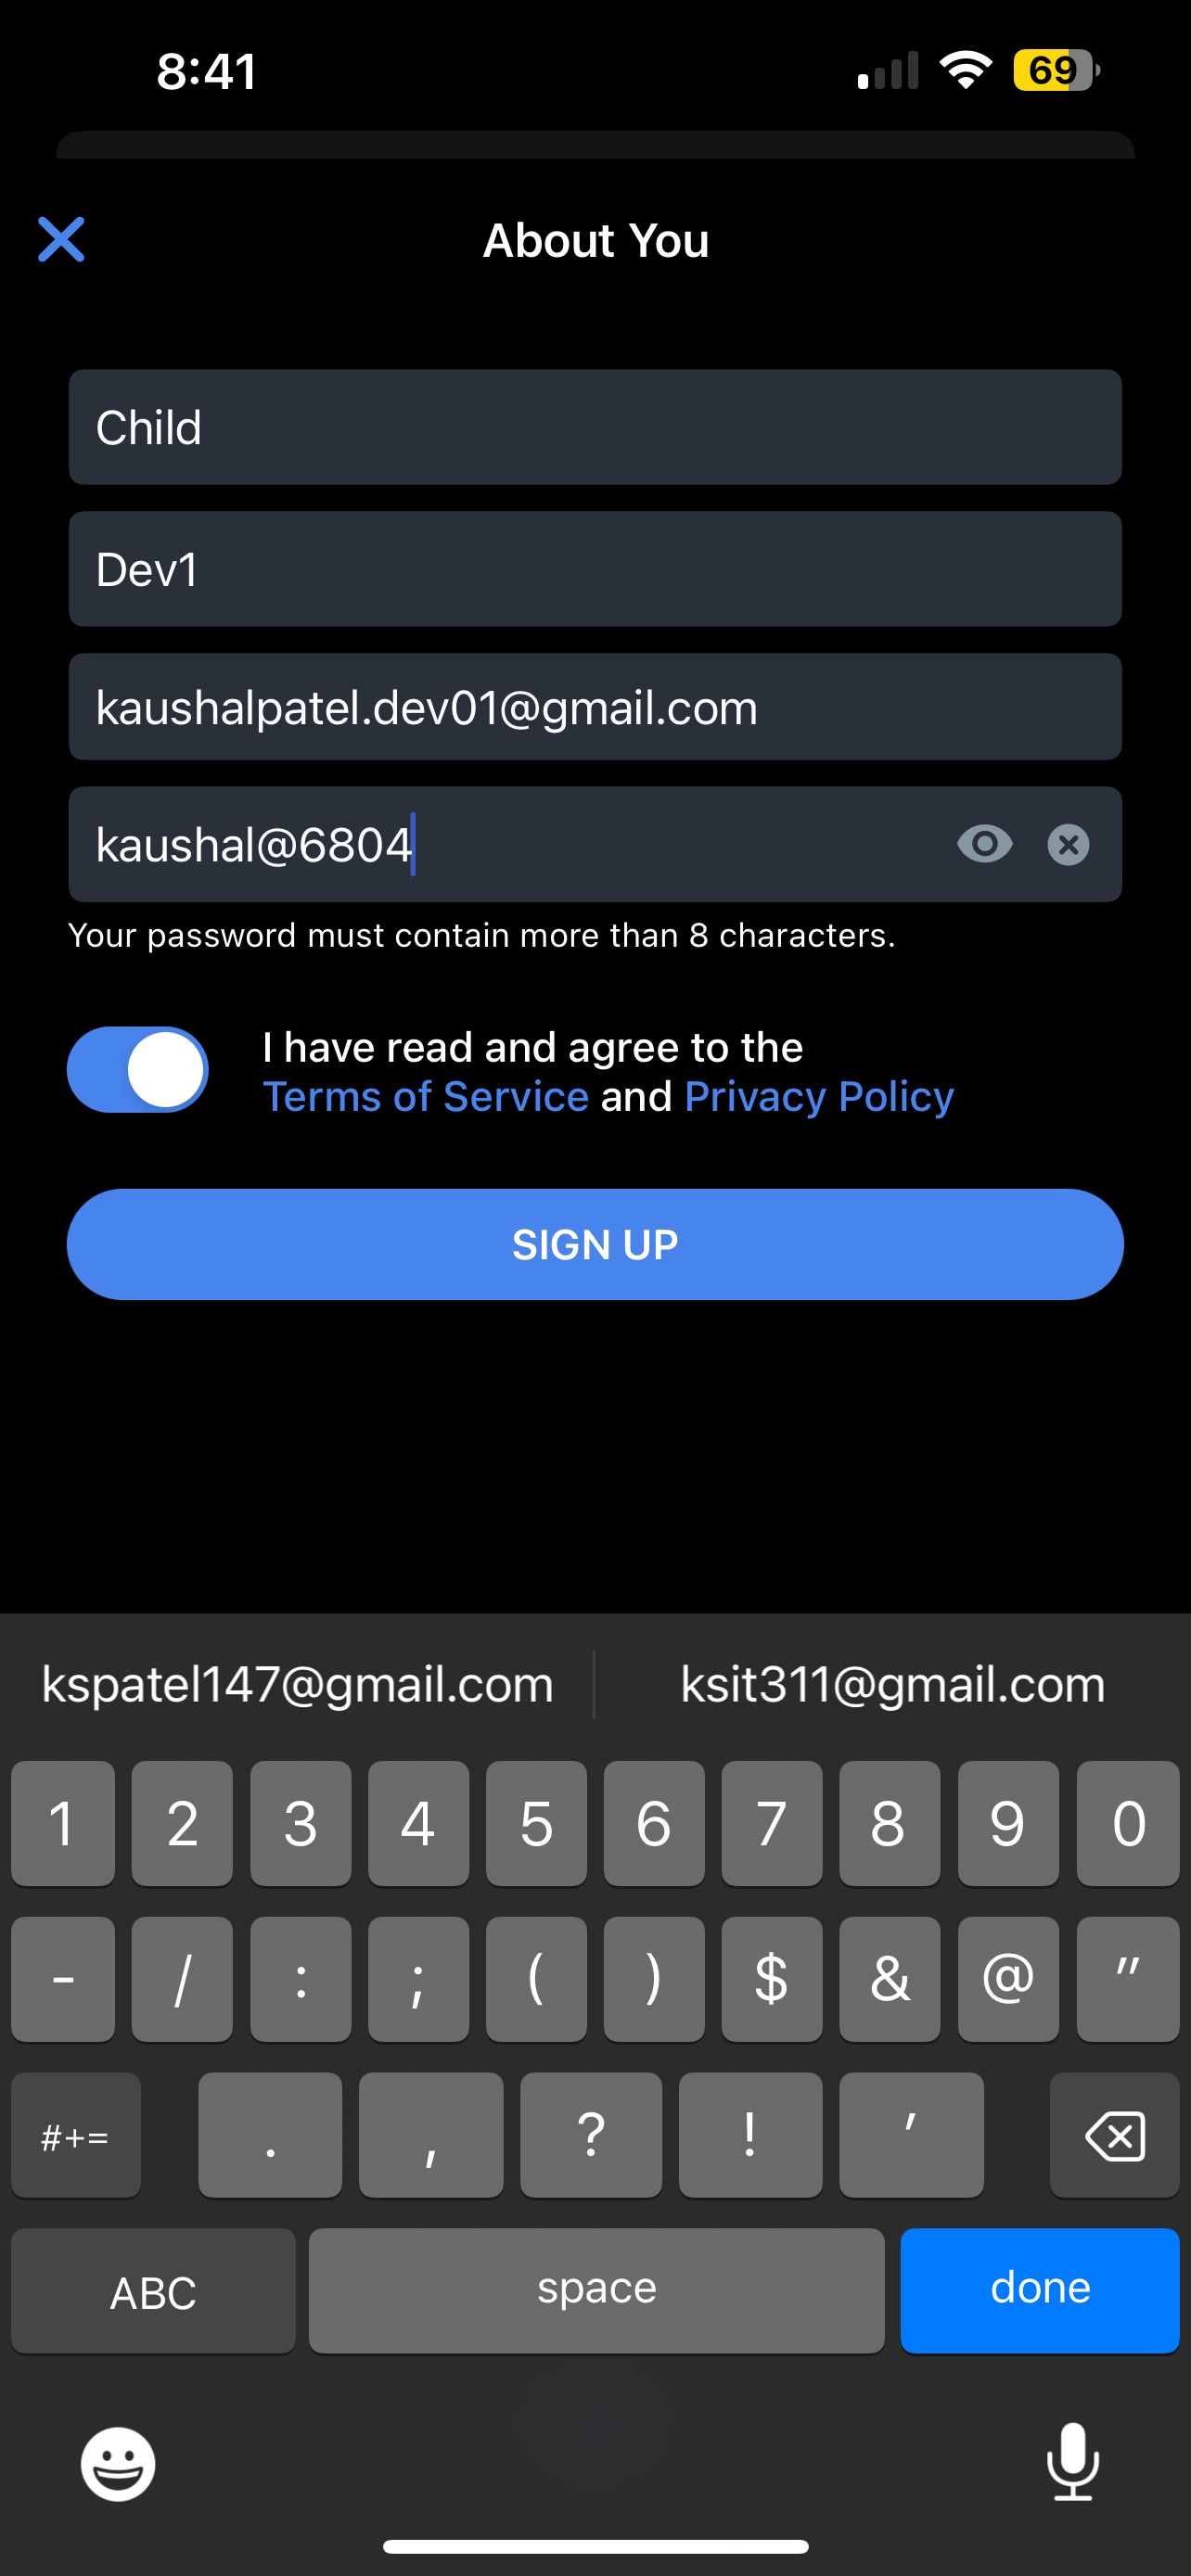 8:41
69
About You
Child
Dev1
kaushalpatel.dev01@gmail.com
kaushal@6804
Your password must contain more than 8 characters.
I have read and agree to the
Terms of Service and Privacy Policy
SIGN UP
kspatel147@gmail.com ksit311@gmail.com
1 2 3 4 5 6 7 8 9 0
- / : ; ( ) $ & @ "
#+= . , ? ! '
ABC space done